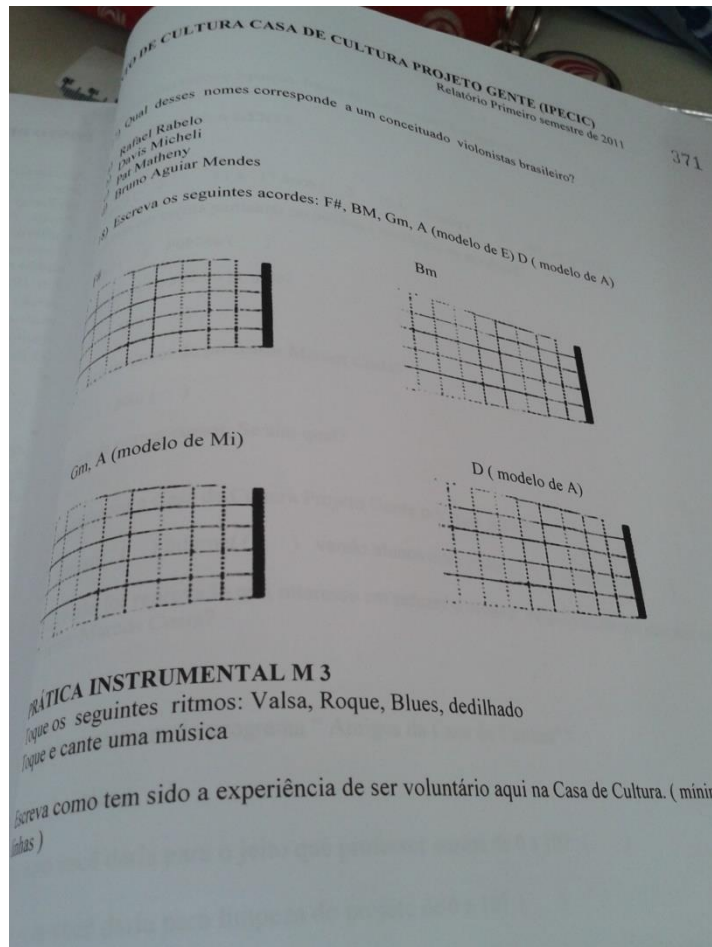 DE CULTURA CASA DE CULTURA PROJETO GENTE (IPECIC)
Relatório Primeiro semestre de 2011
371
Qual desses nomes corresponde a um conceituado violonistas brasileiro?
Rafael Rabelo
Davis Micheli
Pat Matheny
Bruno Aguiar Mendes
Escreva os seguintes acordes: F#, BM, Gm, A (modelo de E) D ( modelo de A)
F#
Bm
Gm, A (modelo de Mi)
D ( modelo de A)
PRÁTICA INSTRUMENTAL M 3
Toque os seguintes ritmos: Valsa, Roque, Blues, dedilhado
Toque e cante uma música
Escreva como tem sido a experiência de ser voluntário aqui na Casa de Cultura. (
linhas )